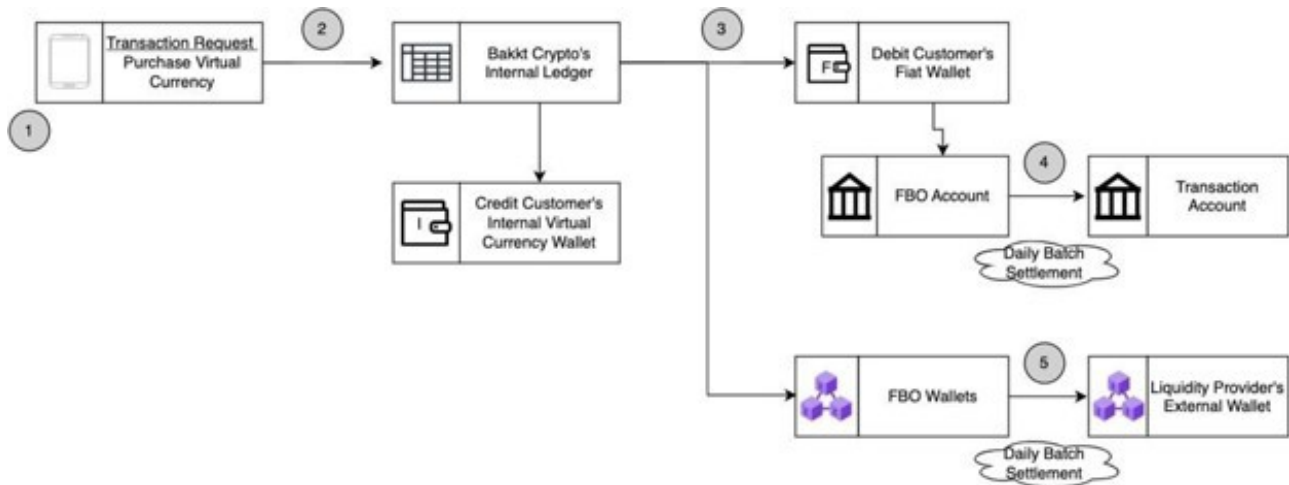 2
3
Transaction Request
Purchase Virtual
Currency
Bakkt Crypto's
Internal Ledger
F
Debit Customer's
Fiat Wallet
1
4
FBO Account
Transaction
Account
I
Credit Customer's
Internal Virtual
Currency Wallet
Daily Batch
Settlement
5
FBO Wallets
Liquidity Provider's
External Wallet
Daily Batch
Settlement